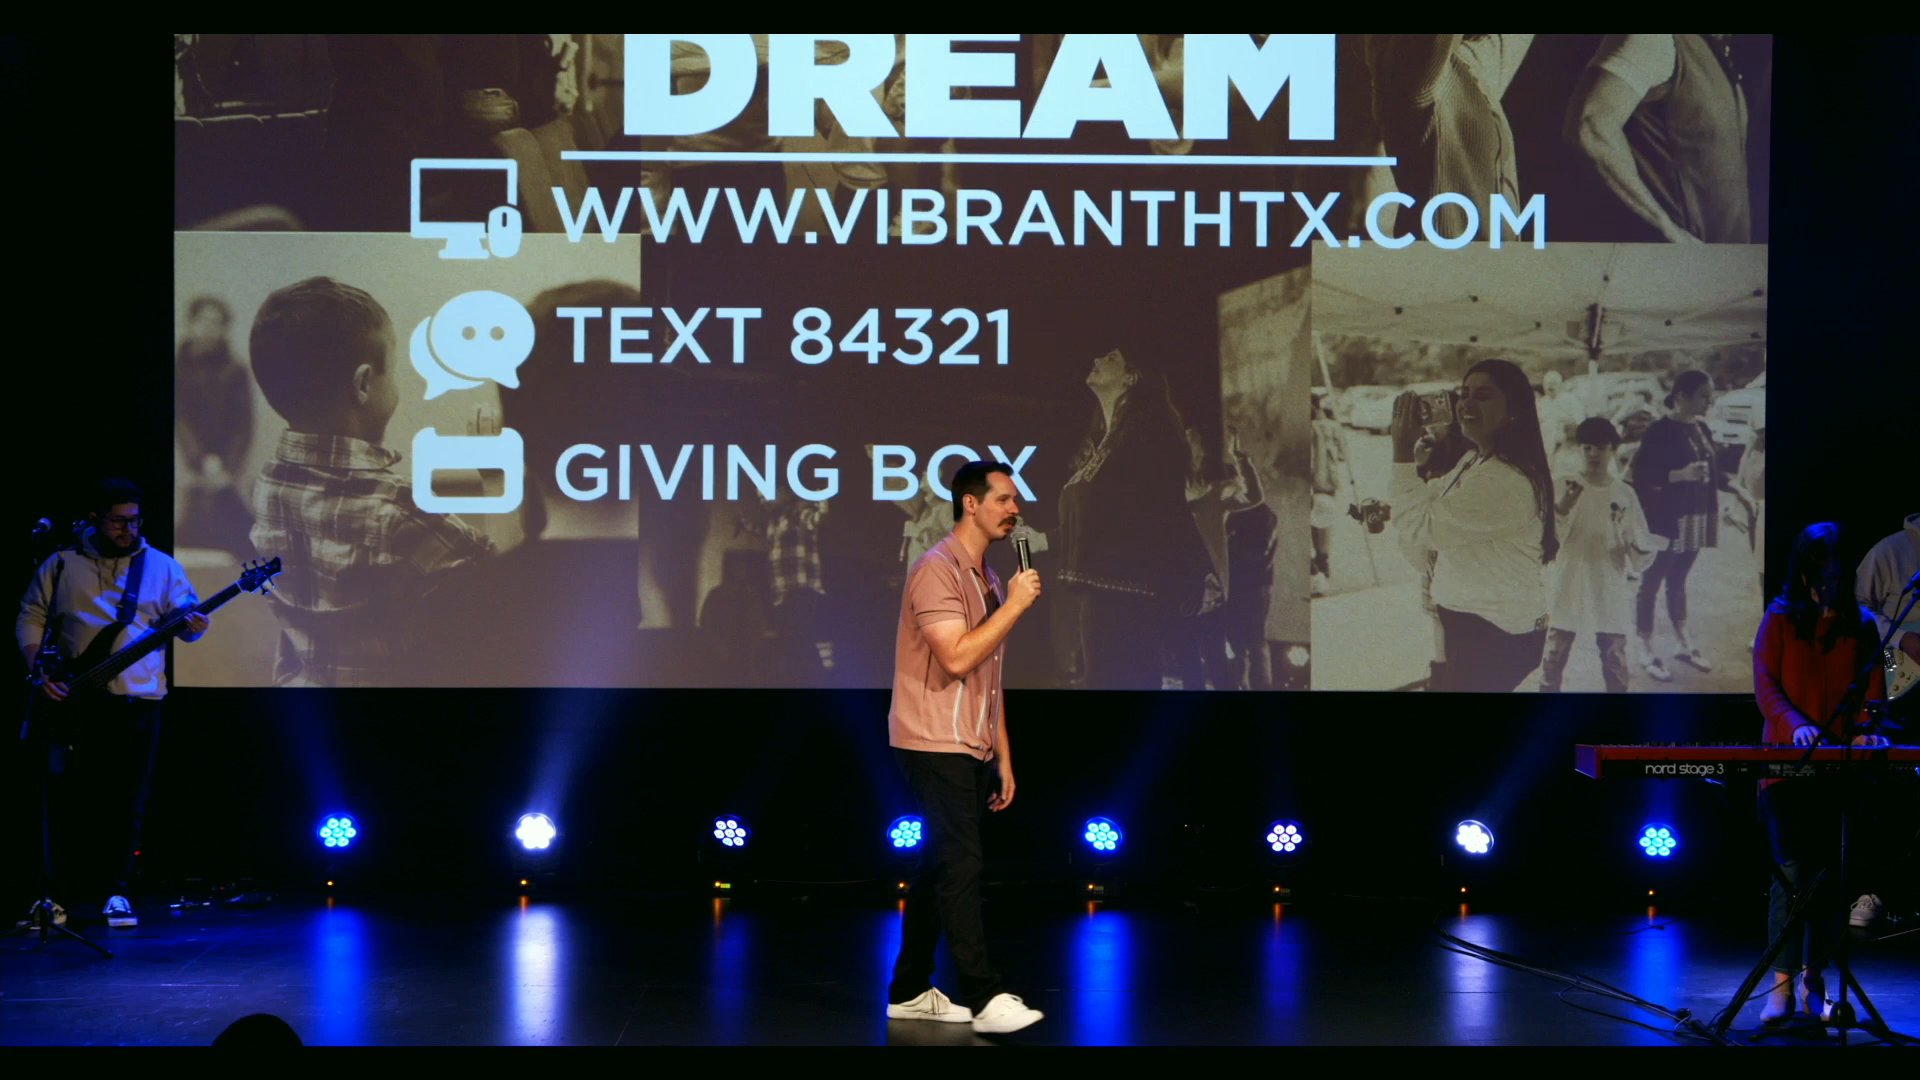 DREAM
WWW.VIBRANTHTX.COM
TEXT 84321
GIVING BOX
nord stage 3